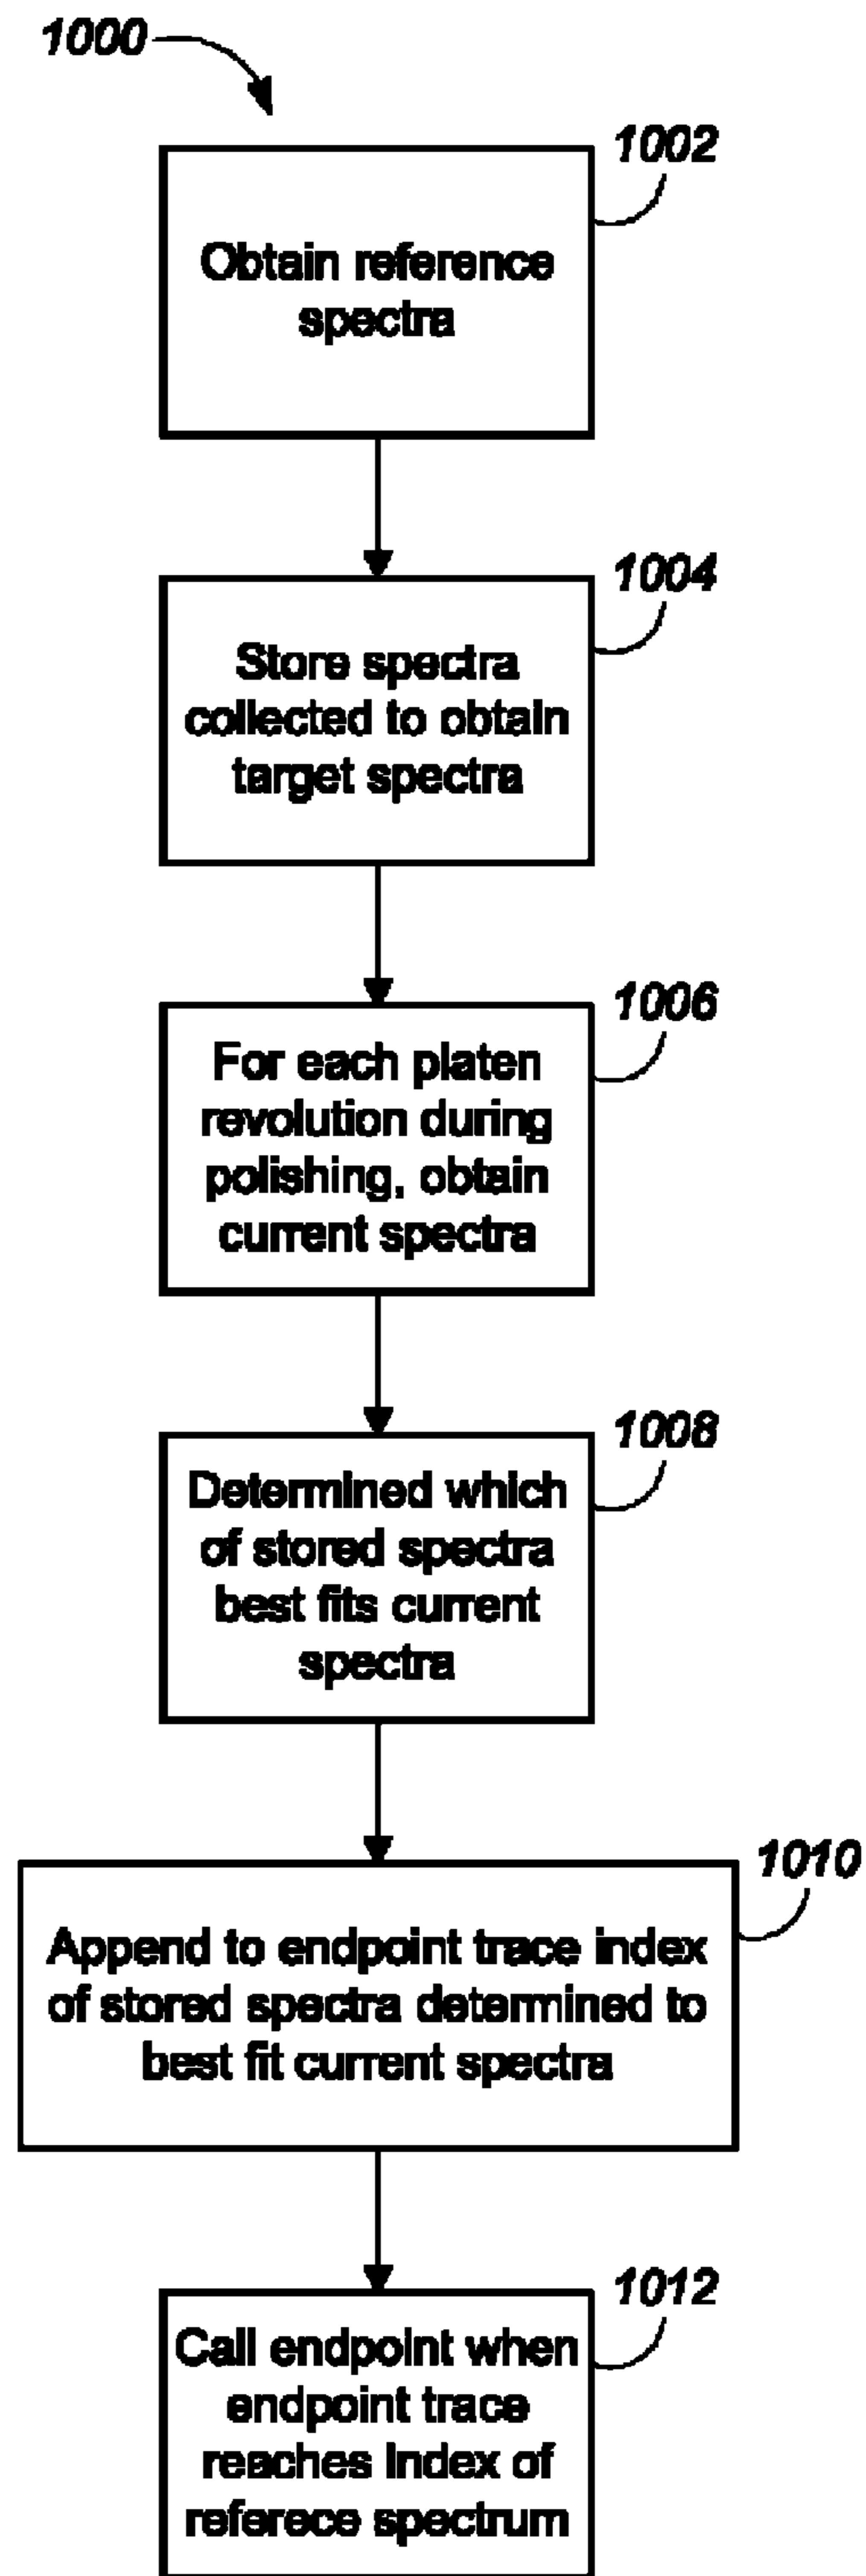 1000
1002
Obtain reference
spectra
1004
Store spectra
collected to obtain
target spectra
1006
For each platen
revolution during
polishing, obtain
current spectra
1008
Determined which
of stored spectra
best fits current
spectra
1010
Append to endpoint trace index
of stored spectra determined to
best fit current spectra
1012
Call endpoint when
endpoint trace
reaches index of
referece spectrum